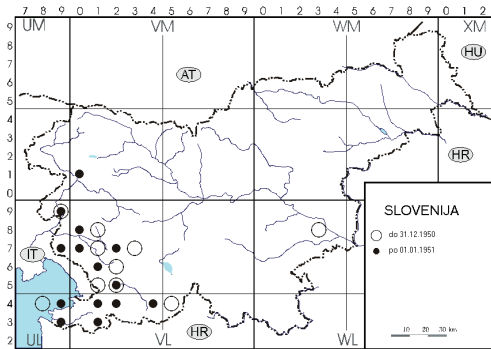 7 8 9 0 1 2 3 4 5 6 7 8 9 0 1 2 3 4 5 6 7 8 9 0 1 2
UM VM WM XM
9
8
7
6
5
4
3
2
1
0
9
8
7
6
5
4
3
2
HU
AT
HR
SLOVENIJA
do 31.12.1950
po 01.01.1951
10 20 30 km
IT
HR
UL VL WL